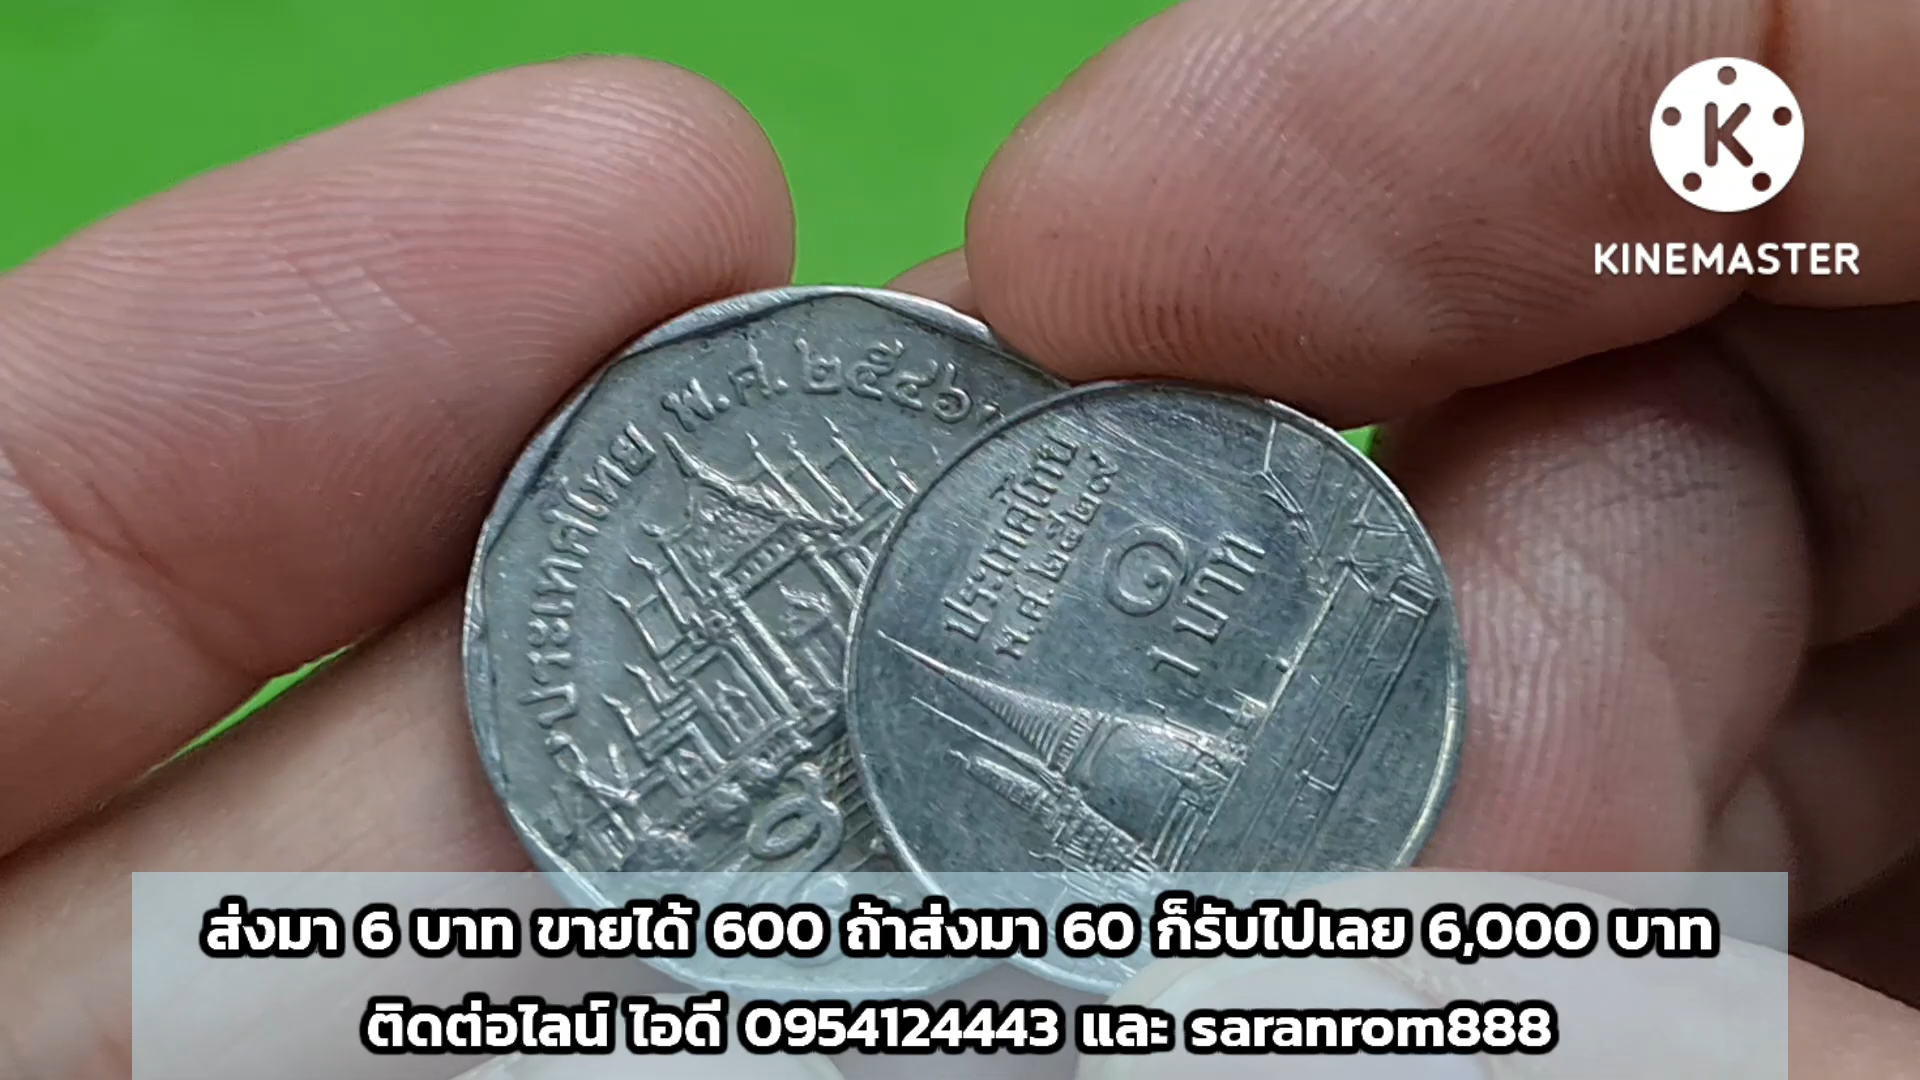 K
KINEMASTER
ประเทศไทย พ.ศ. ๒๕๔๖
ประเทศไทย
พ.ศ. ๒๕๒๙
๑
1 บาท
๕
ส่งมา 6 บาท ขายได้ 600 ถ้าส่งมา 60 ก็รับไปเลย 6,000 บาท
ติดต่อไลน์ ไอดี 0954124443 และ saranrom888